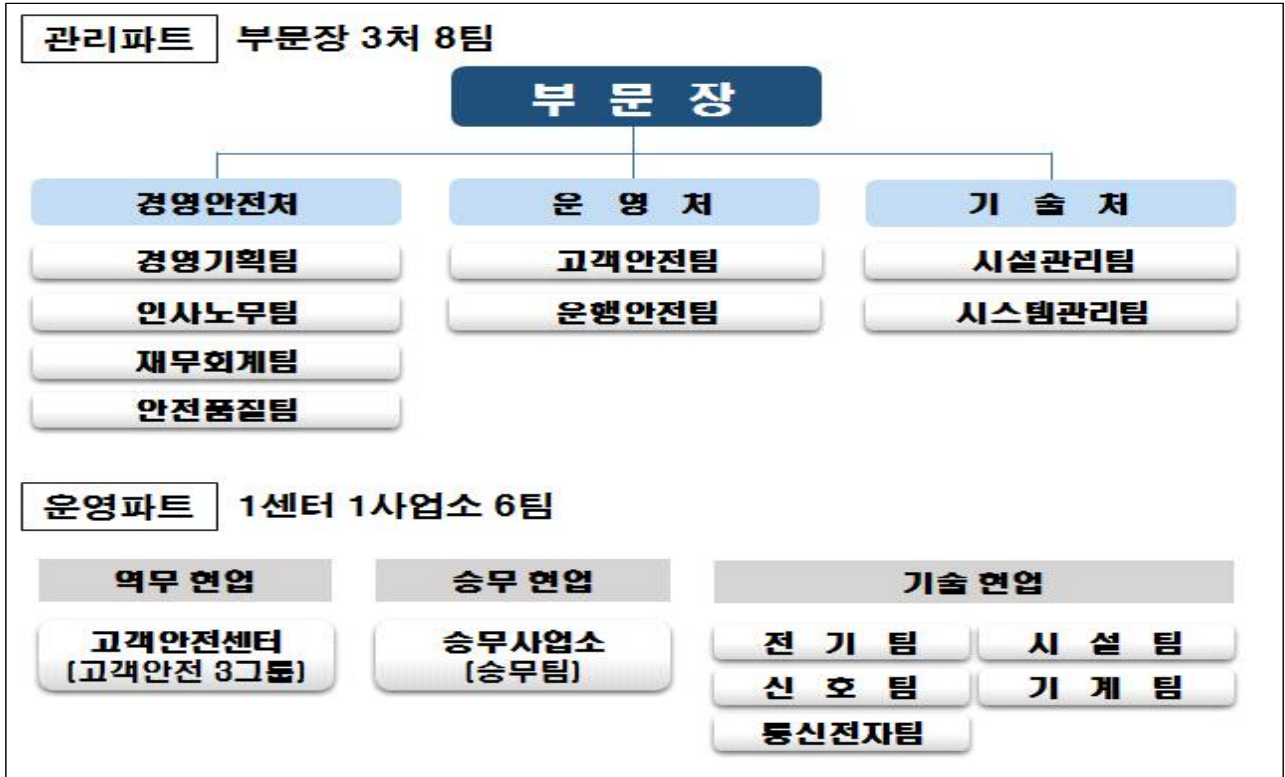 관리파트 부문장 3처 8팀
부 문 장
경영안전처 운 영 처 기 술 처
경영기획팀 고객안전팀 시설관리팀
인사노무팀 운행안전팀 시스템관리팀
재무회계팀
안전품질팀
운영파트 1센터 1사업소 6팀
역무 현업 승무 현업 기술 현업
고객안전센터
(고객안전 3그룹)
승무사업소
(승무팀)
전 기 팀 시 설 팀
신 호 팀 기 계 팀
통신전자팀